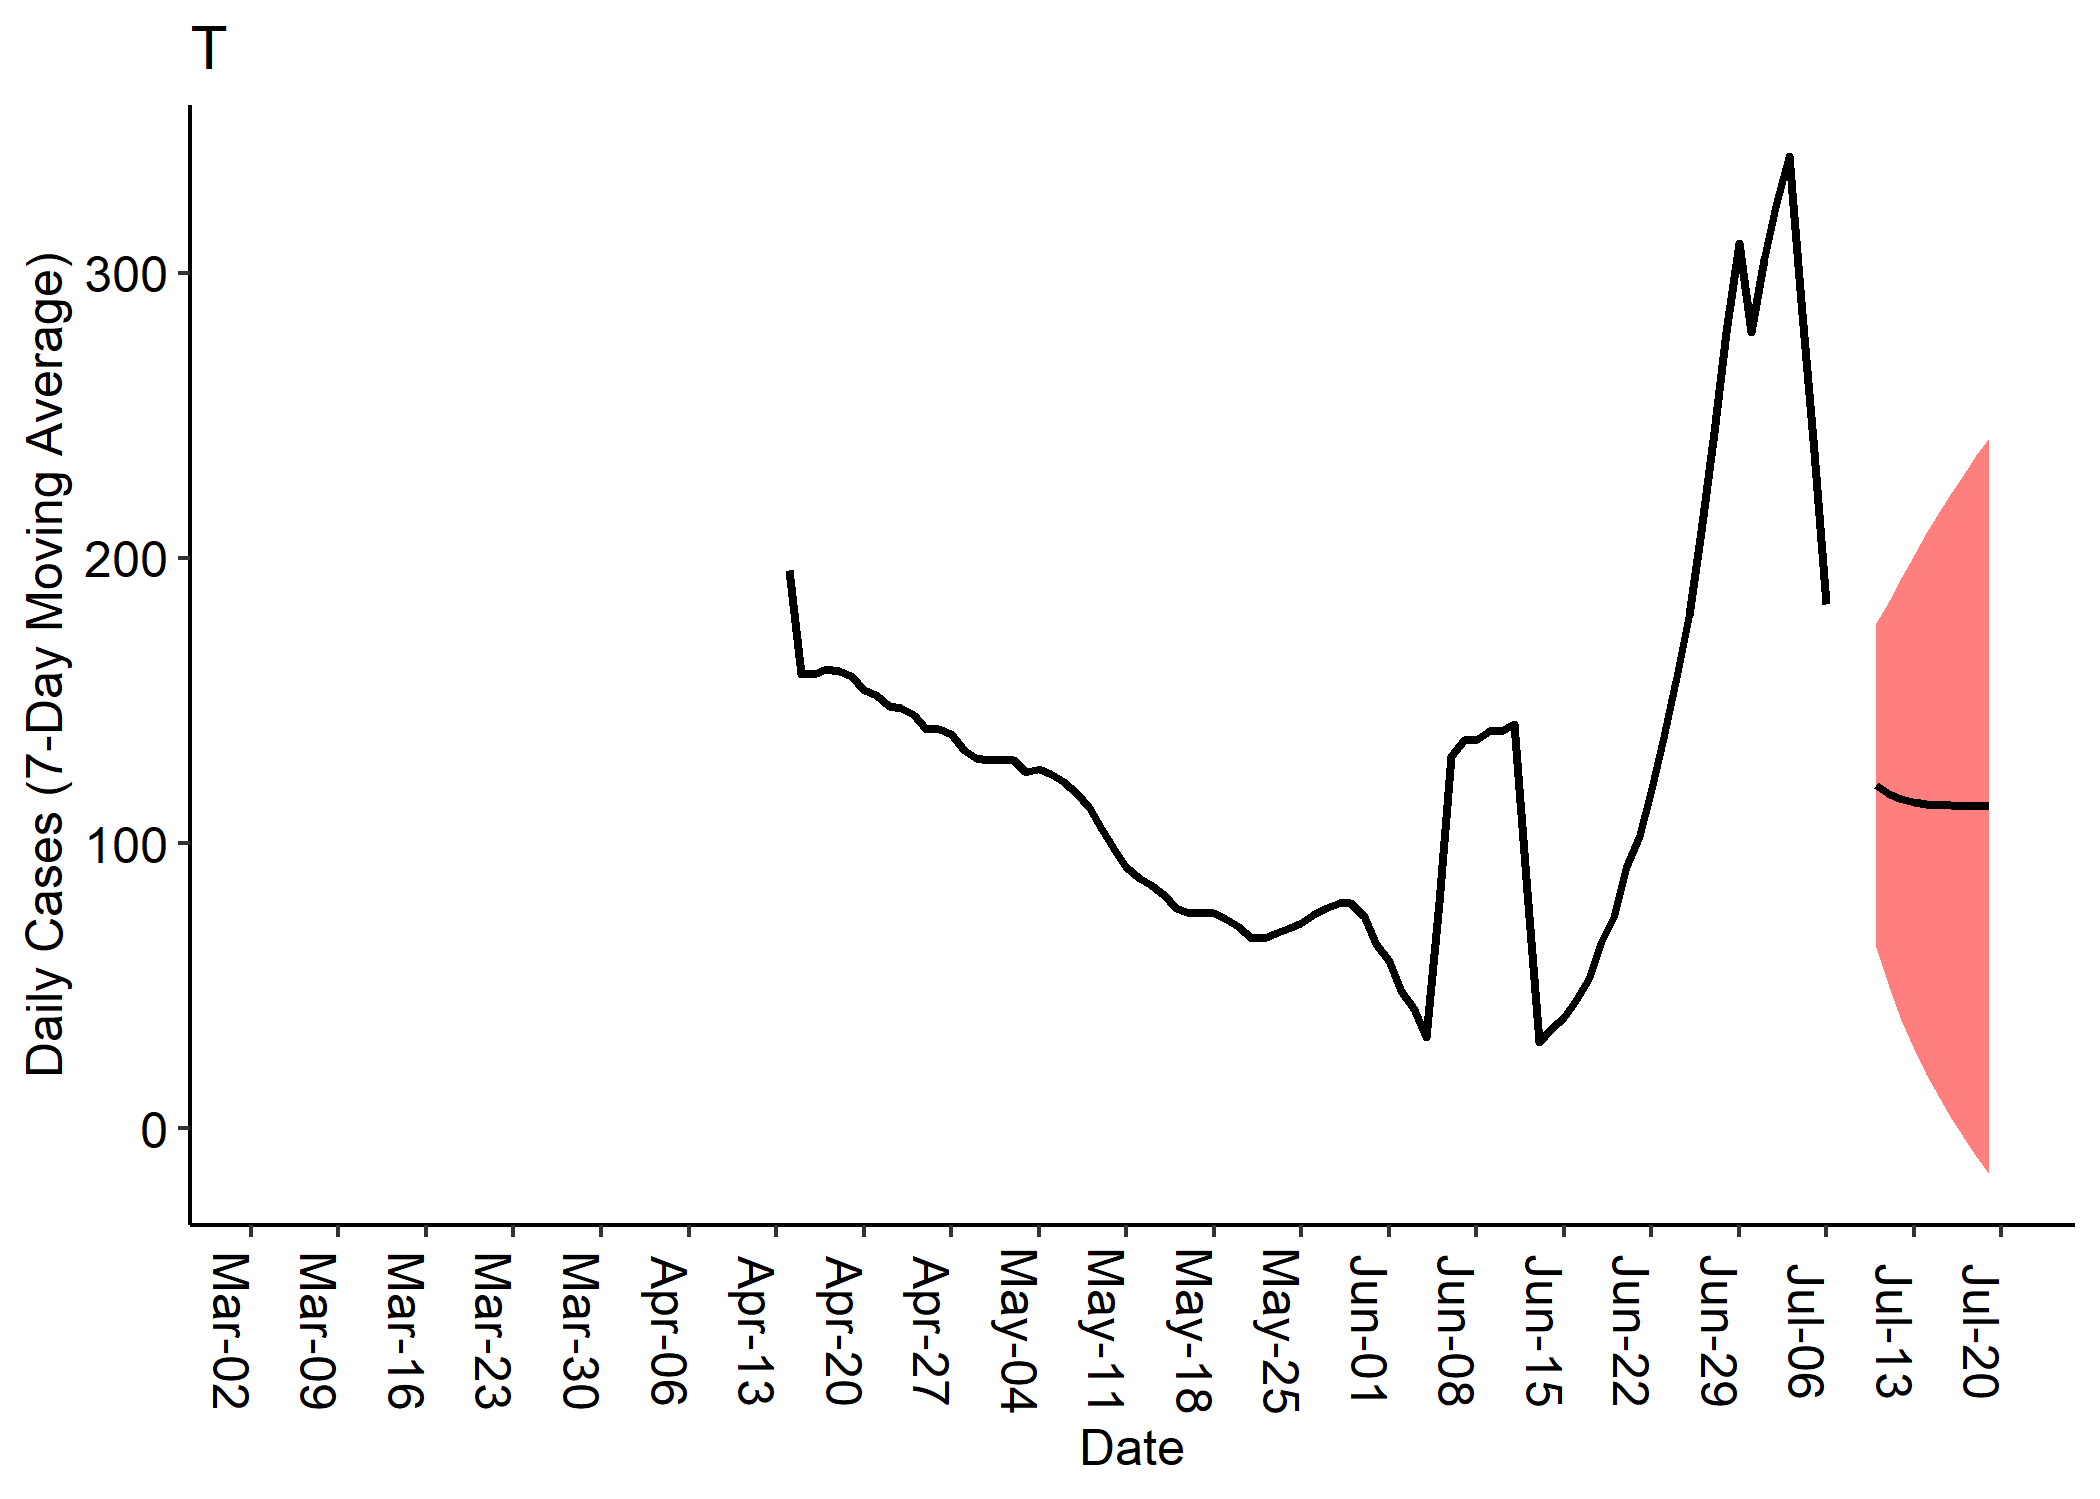 T
Daily Cases (7-Day Moving Average)
300
200
100
0
Mar-02
Mar-09
Mar-16
Mar-23
Mar-30
Apr-06
Apr-13
Apr-20
Apr-27
May-04
May-11
May-18
May-25
Jun-01
Jun-08
Jun-15
Jun-22
Jun-29
Jul-06
Jul-13
Jul-20
Date